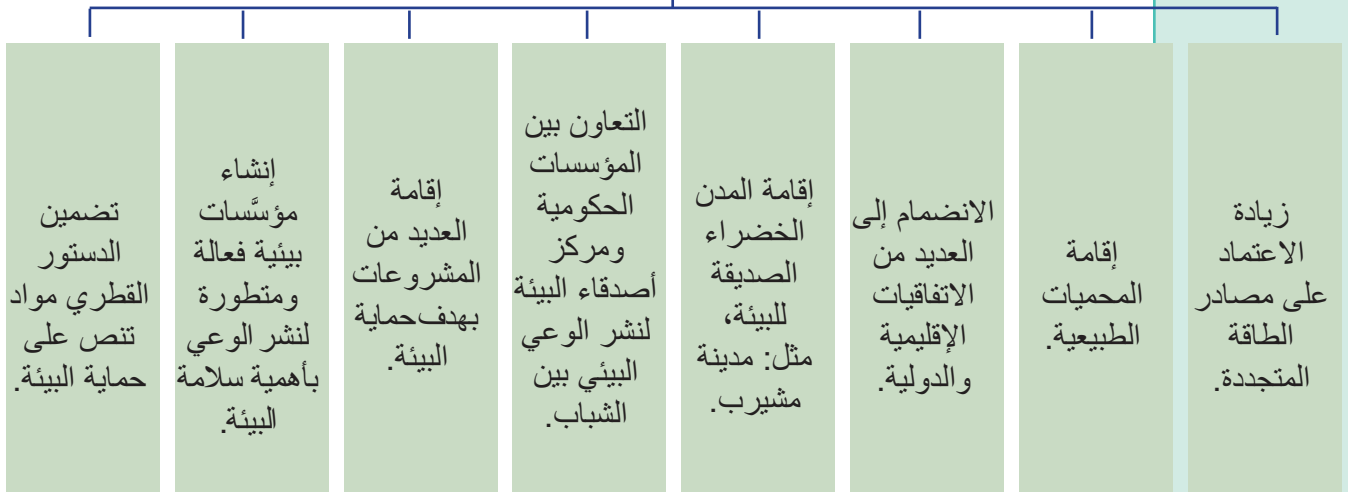 زيادة
الاعتماد
على مصادر
الطاقة
المتجددة.
إقامة
المحميات
الطبيعية.
الانضمام إلى
العديد من
الاتفاقيات
الإقليمية
والدولية.
إقامة المدن
الخضراء
الصديقة
للبيئة،
مثل: مدينة
مشيرب.
التعاون بين
المؤسسات
الحكومية
ومركز
أصدقاء البيئة
لنشر الوعي
البيئي بين
الشباب.
إقامة
العديد من
المشروعات
بهدف حماية
البيئة.
إنشاء
مؤسَّسات
بيئية فعالة
ومتطورة
لنشر الوعي
بأهمية سلامة
البيئة.
تضمين
الدستور
القطري مواد
تنص على
حماية البيئة.